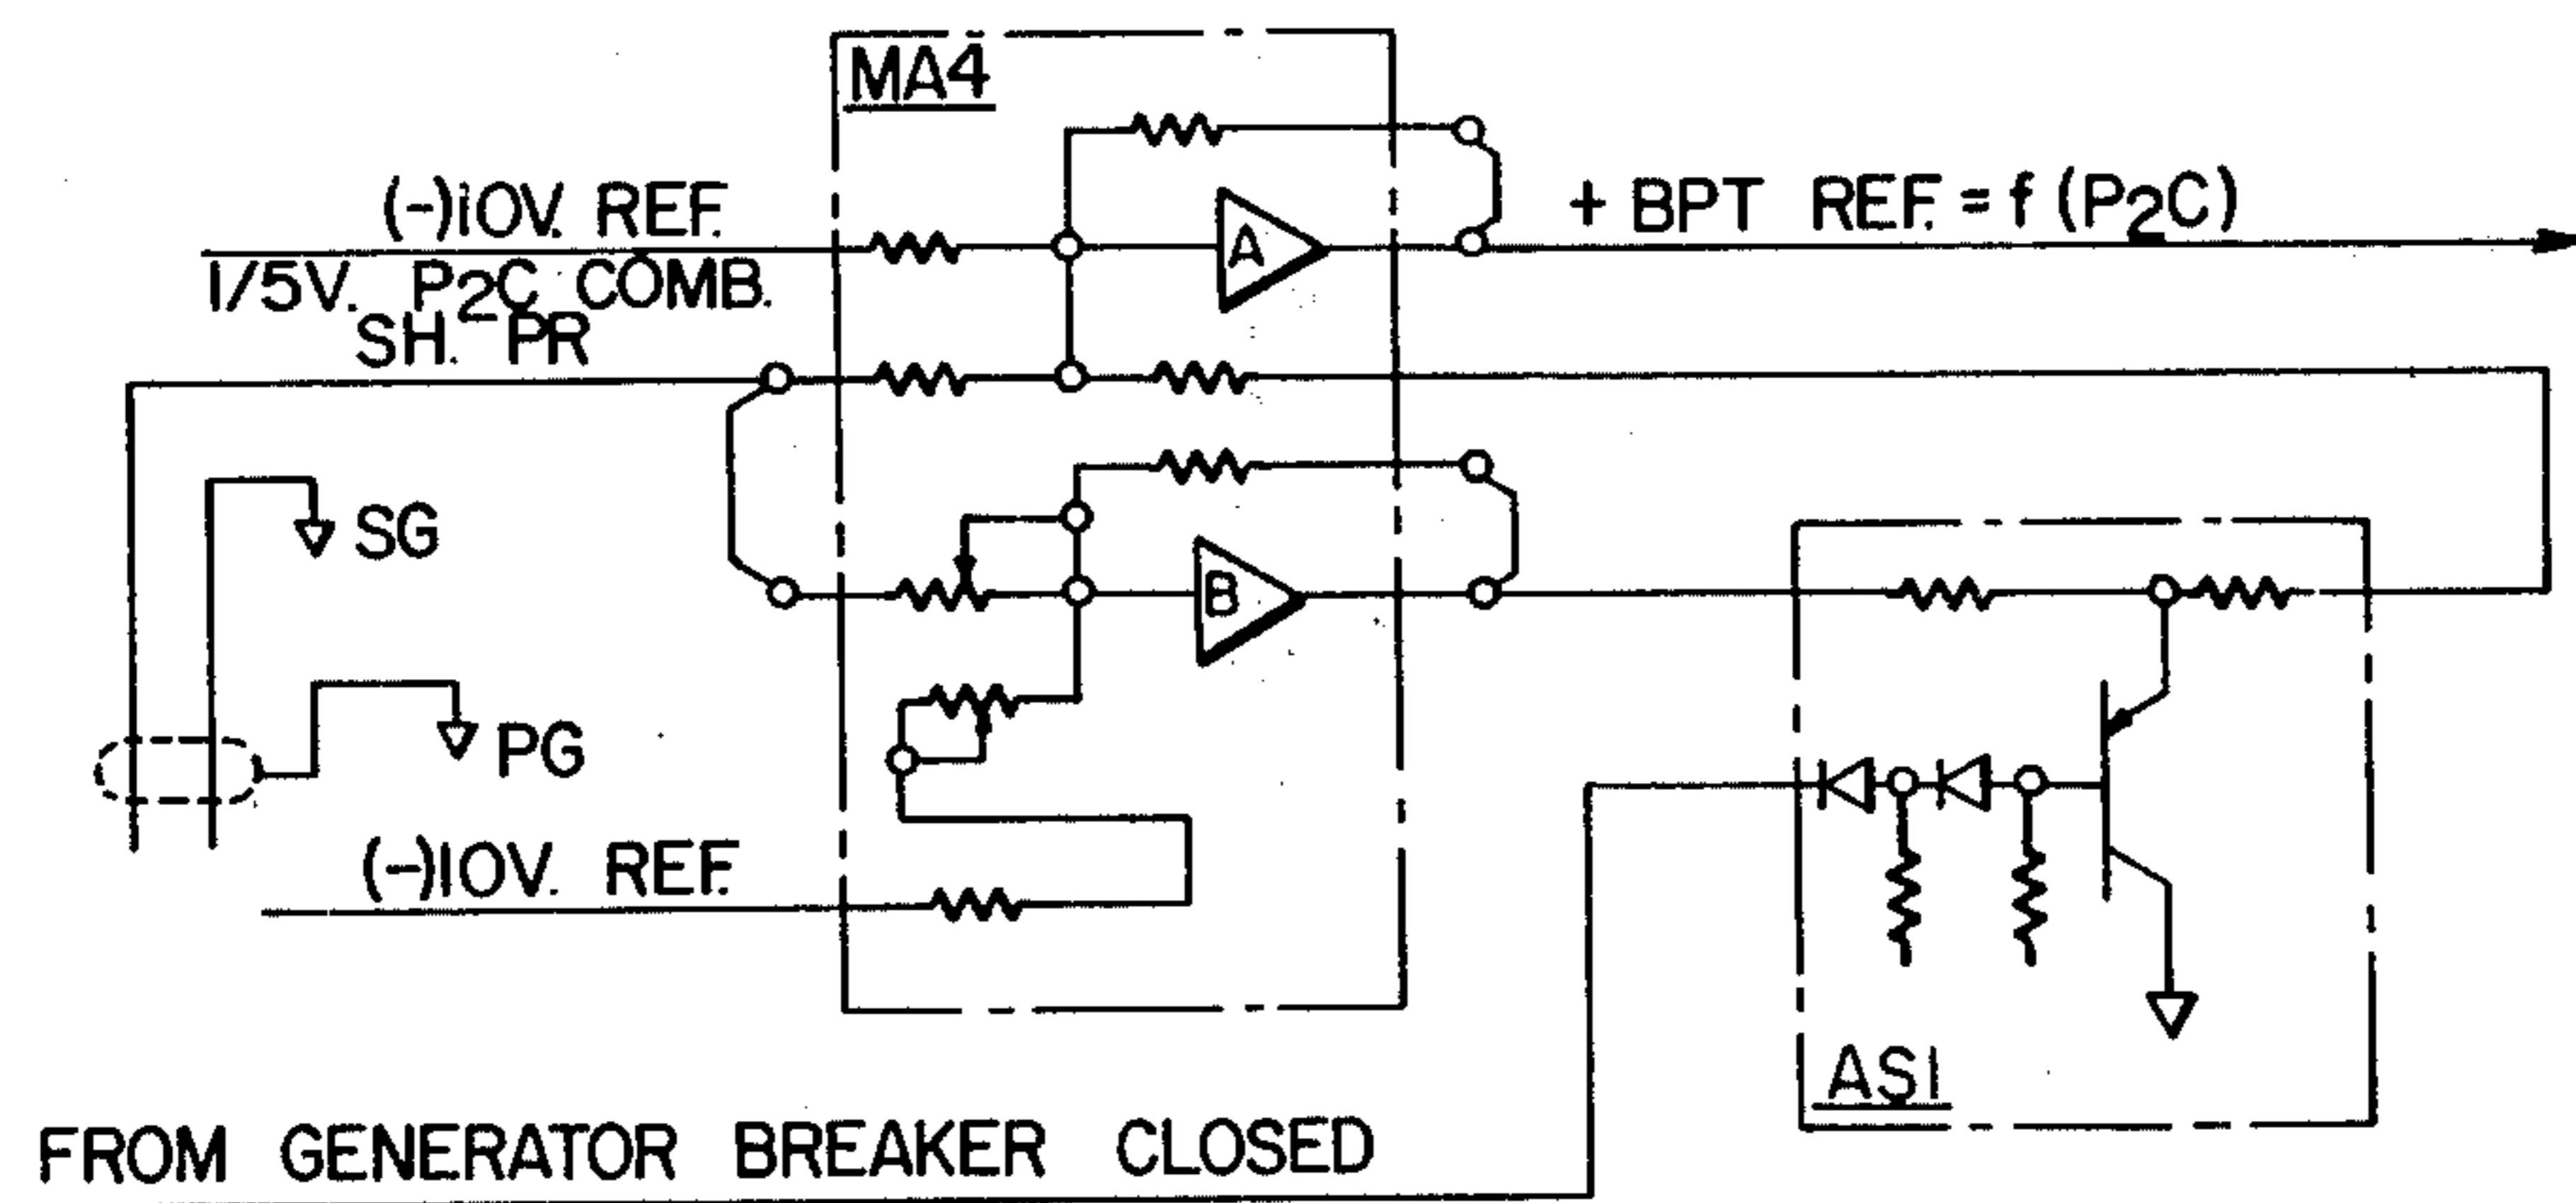 MA4
(-)10V. REF.
1/5V. P2C COMB.
SH. PR
A
+ BPT REF. = f (P2C)
SG
B
PG
(-)10V. REF.
AS1
FROM GENERATOR BREAKER CLOSED